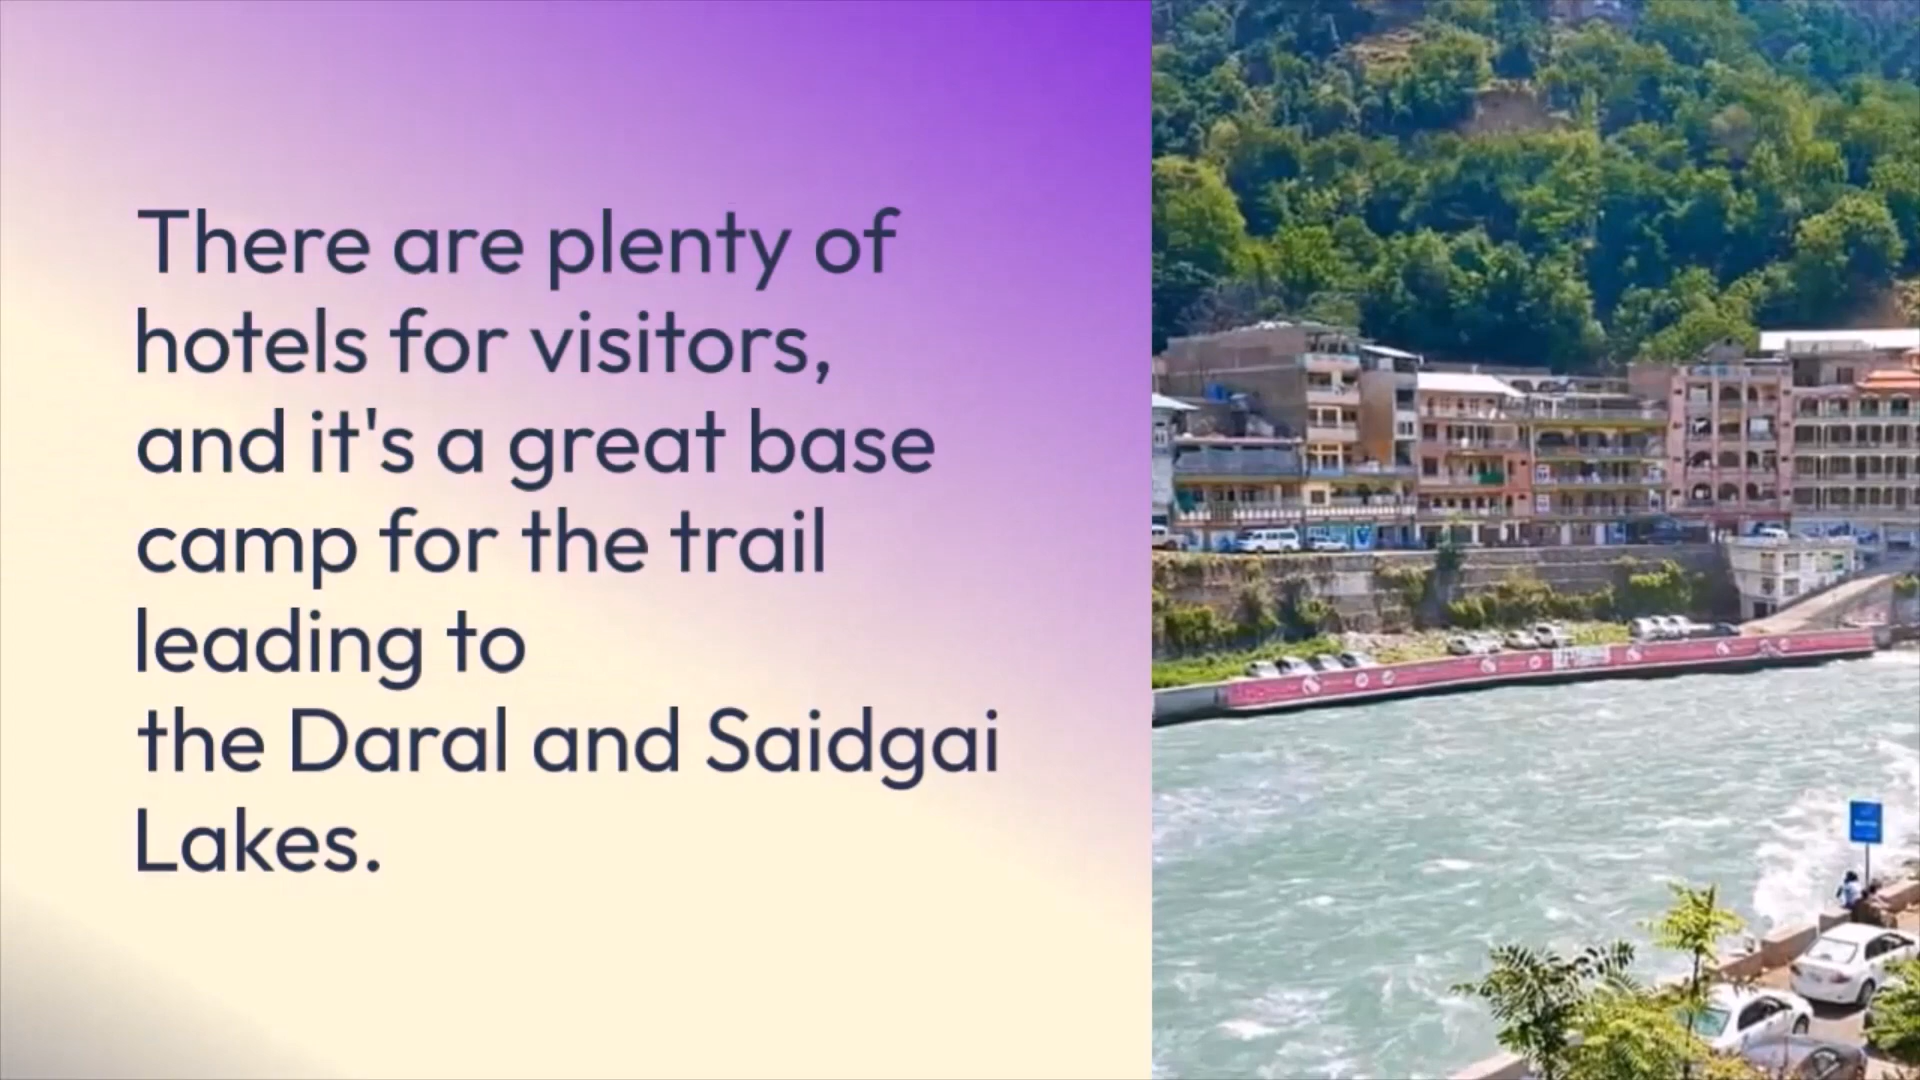 There are plenty of
hotels for visitors,
and it's a great base
camp for the trail
leading to
the Daral and Saidgai
Lakes.